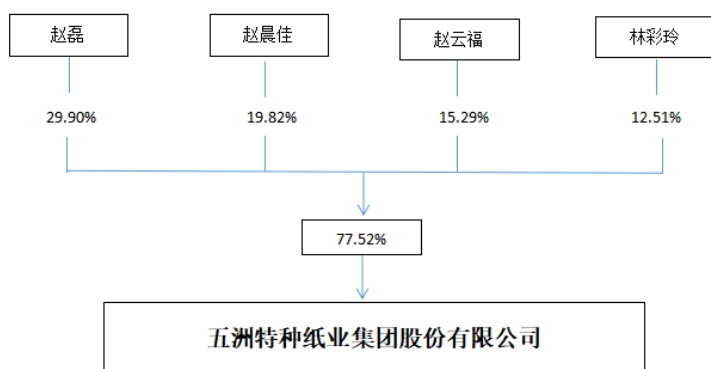 赵磊
赵晨佳
赵云福
林彩玲
29.90%
19.82%
15.29%
12.51%
77.52%
五洲特种纸业集团股份有限公司